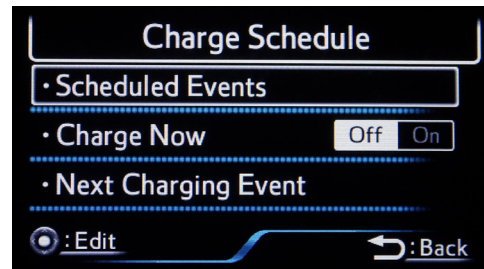 Charge Schedule
· Scheduled Events
· Charge Now Off On
· Next Charging Event
: Edit
: Back